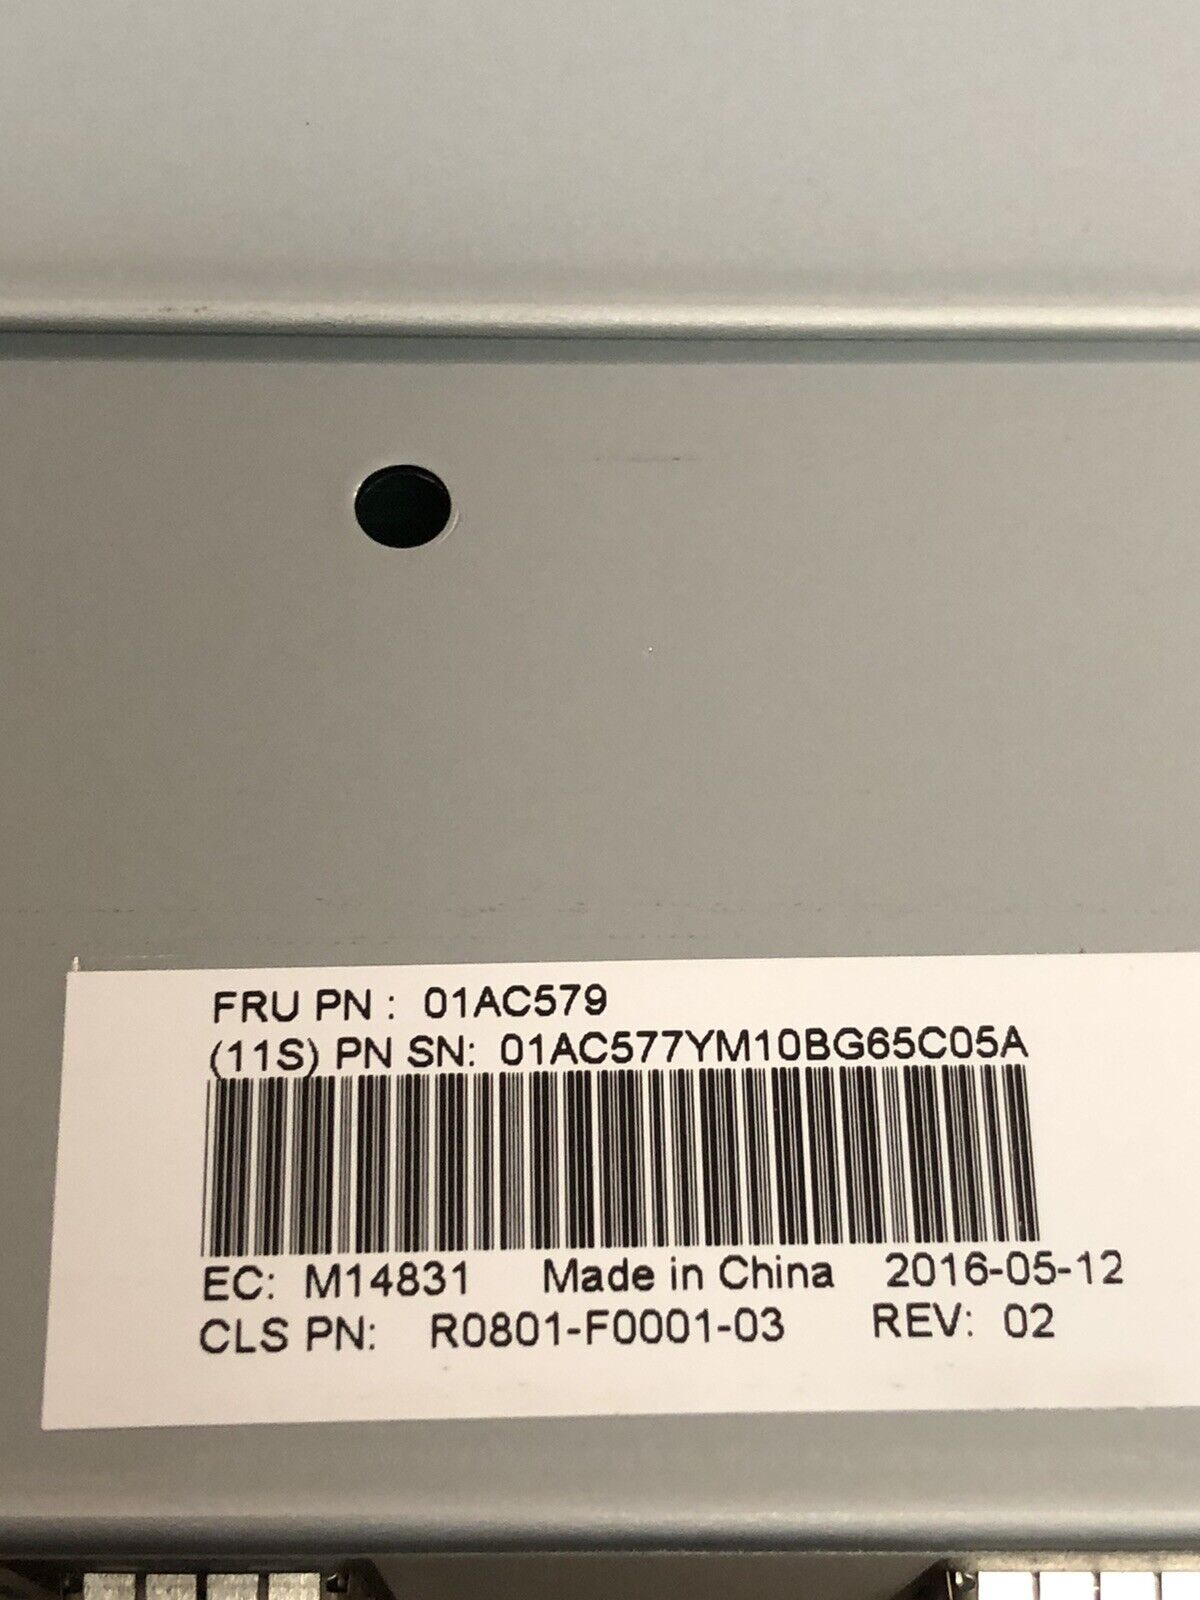 FRU PN : 01AC579
(11S) PN SN: 01AC577YM10BG65C05A
EC: M14831 Made in China 2016-05-12
CLS PN: R0801-F0001-03 REV: 02